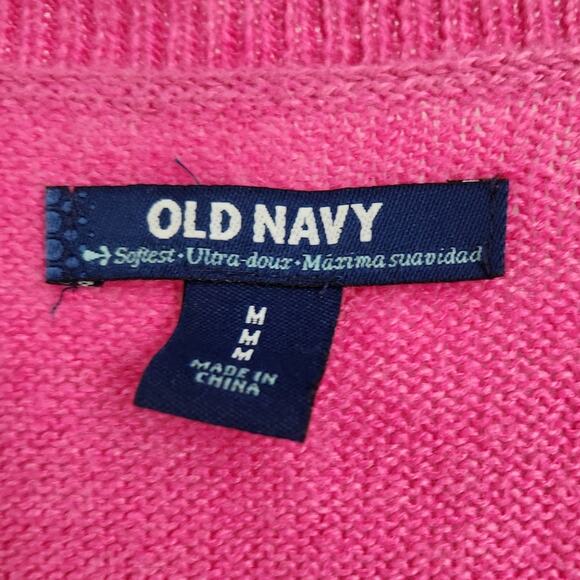 OLD NAVY
Softest·Ultra-doux·Máxima suavidad
M
M
M
MADE IN
CHINA